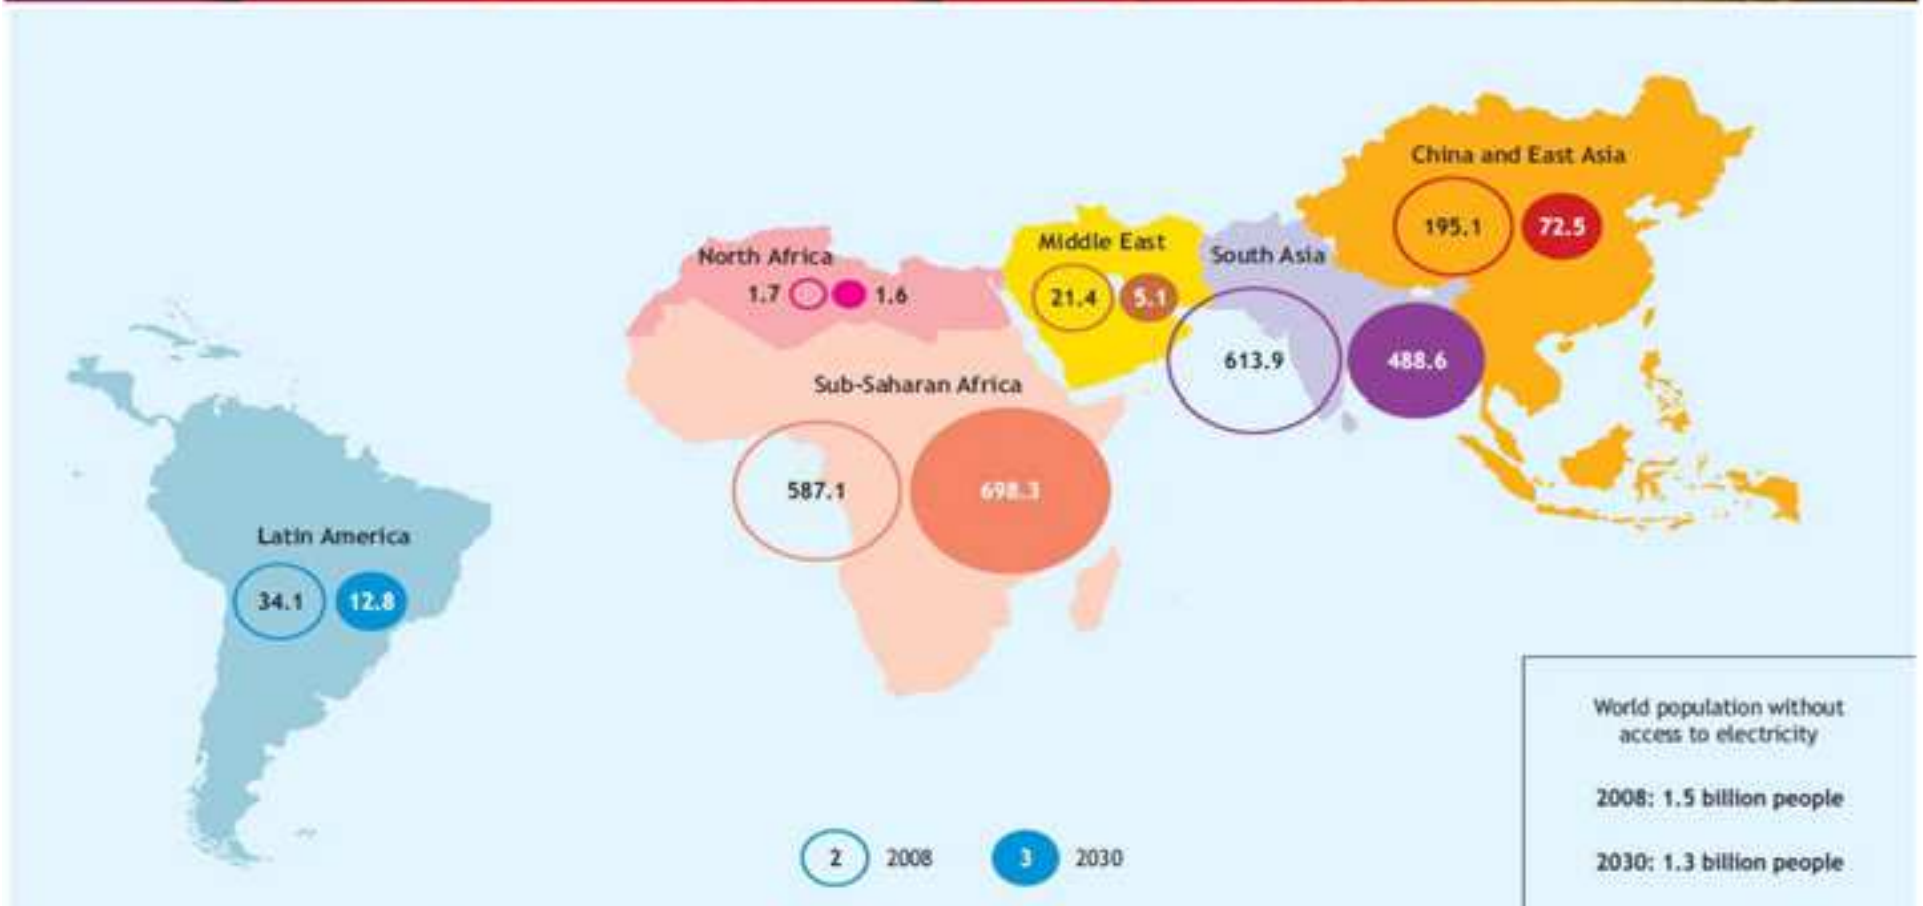 China and East Asia
195.1 72.5
North Africa
1.7 1.6
Middle East
21.4 5.1
South Asia
613.9 488.6
Sub-Saharan Africa
587.1 698.3
Latin America
34.1 12.8
2 2008 3 2030
World population without
access to electricity
2008: 1.5 billion people
2030: 1.3 billion people